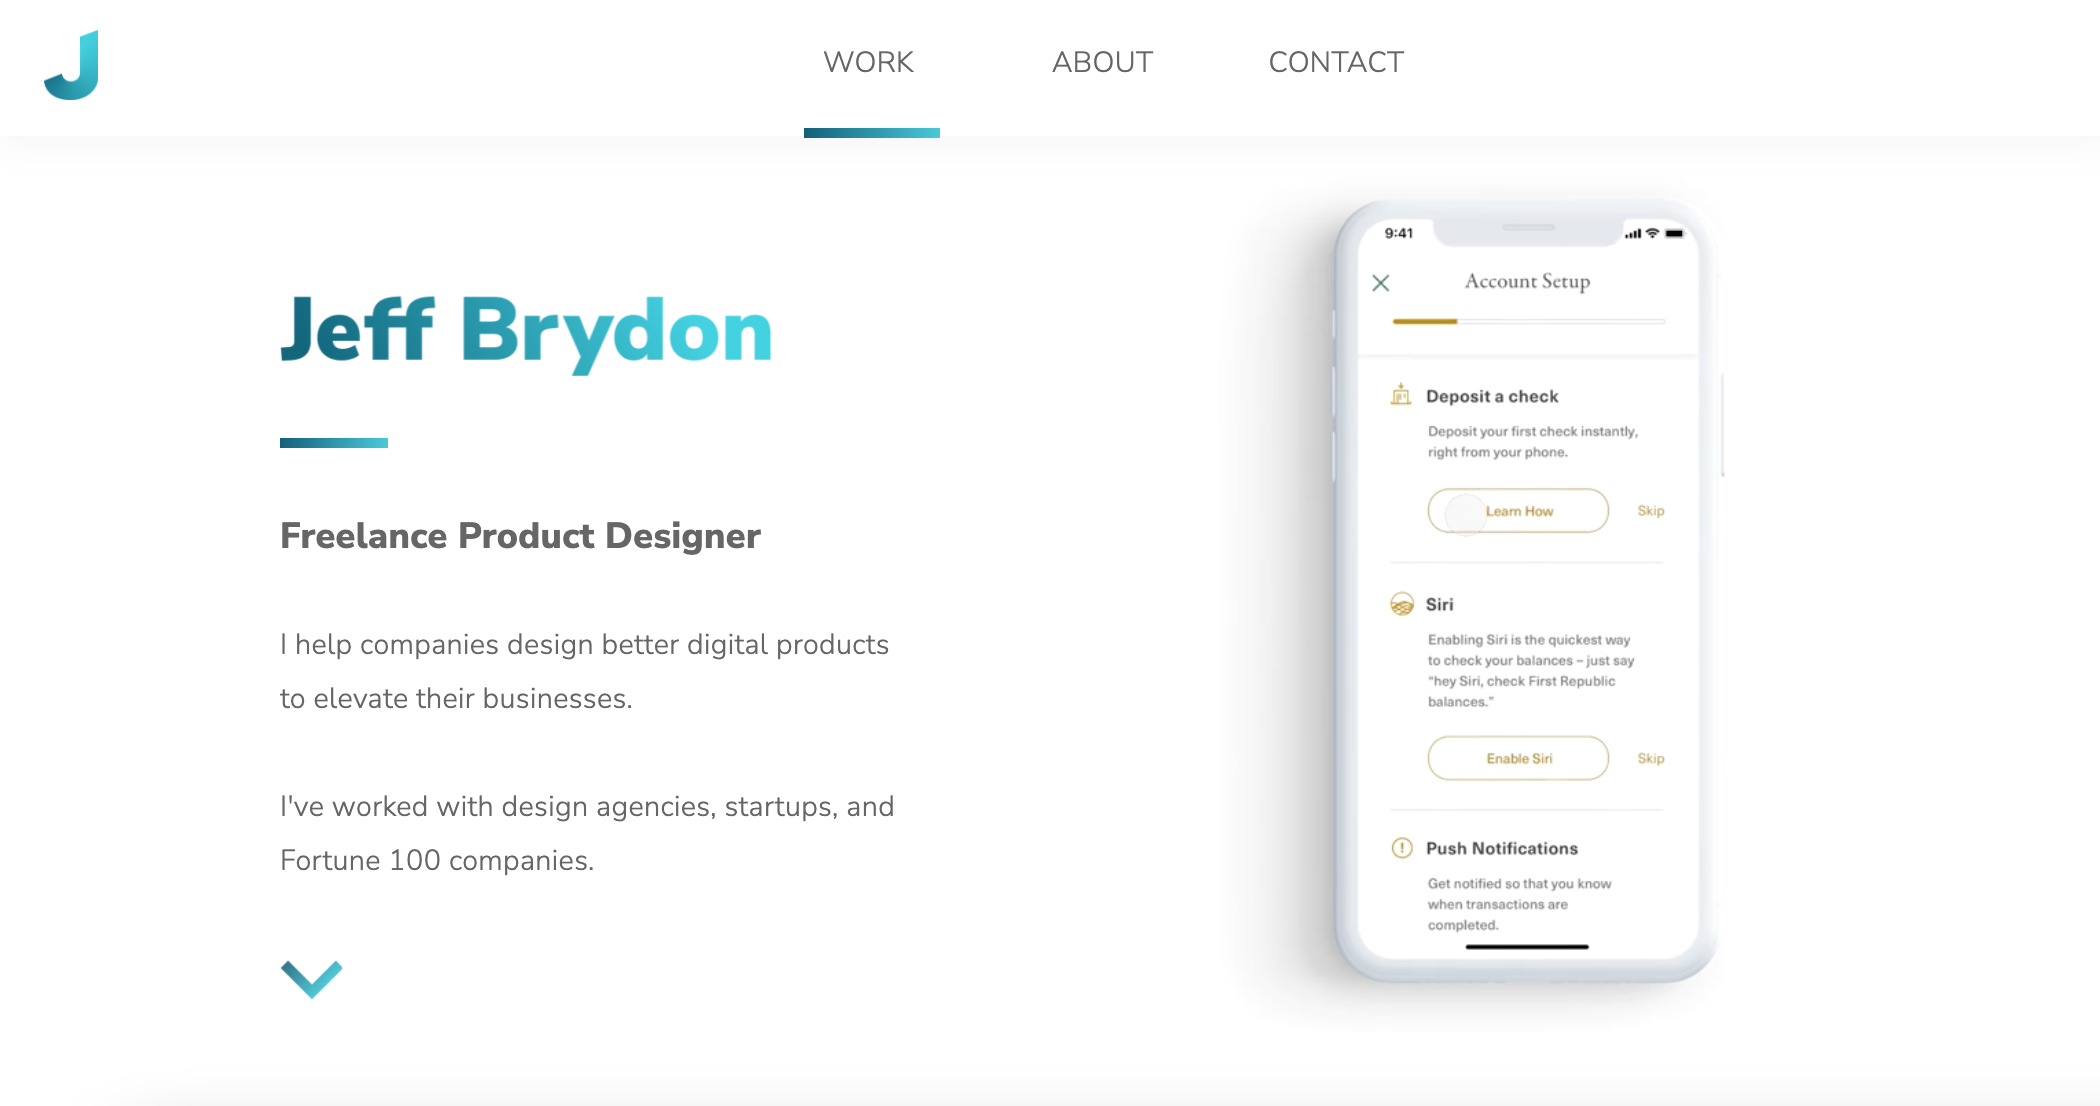 J
WORK ABOUT CONTACT
Jeff Brydon
Freelance Product Designer
I help companies design better digital products
to elevate their businesses.
I've worked with design agencies, startups, and
Fortune 100 companies.
9:41
Account Setup
Deposit a check
Deposit your first check instantly,
right from your phone.
Learn How Skip
Siri
Enabling Siri is the quickest way
to check your balances – just say
“hey Siri, check First Republic
balances.”
Enable Siri Skip
Push Notifications
Get notified so that you know
when transactions are
completed.